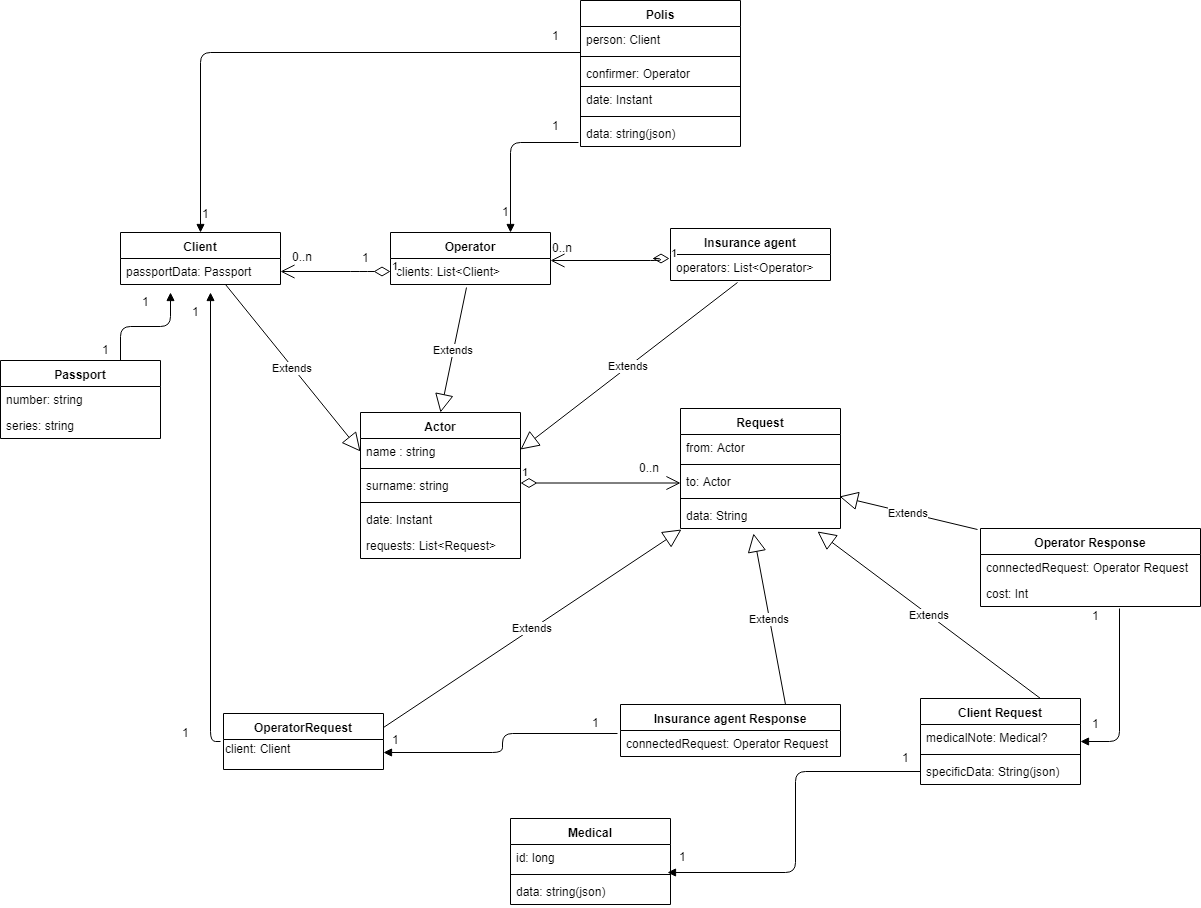 Polis
1
person: Client
confirmer: Operator
date: Instant
1
data: string(json)
1
1
Client
passportData: Passport
0..n
1
Operator
1
clients: List<Client>
0..n
Insurance agent
1
operators: List<Operator>
1
1
1
Passport
number: string
series: string
Extends
Extends
Extends
Actor
name : string
surname: string
date: Instant
requests: List<Request>
1
0..n
Request
from: Actor
to: Actor
data: String
Extends
Operator Response
connectedRequest: Operator Request
cost: Int
1
Extends
Extends
Extends
1
OperatorRequest
client: Client
1
1
Insurance agent Response
connectedRequest: Operator Request
Client Request
medicalNote: Medical?
specificData: String(json)
1
1
1
Medical
id: long
data: string(json)